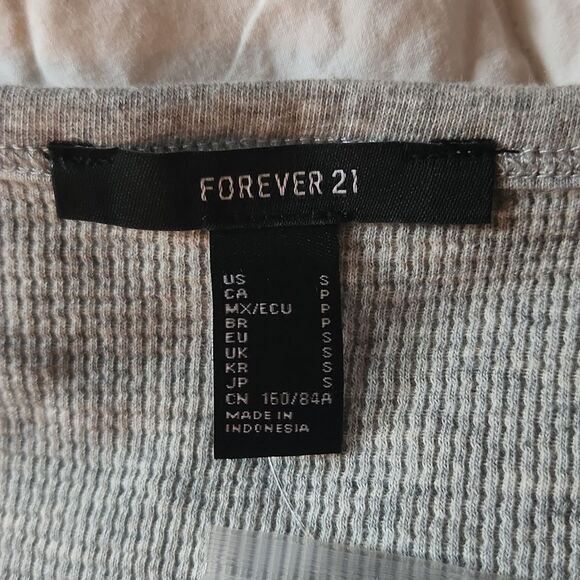 FOREVER 21
US S
CA P
MX/ECU P
BR P
EU S
UK S
KR S
JP S
CN 160/84A
MADE IN
INDONESIA